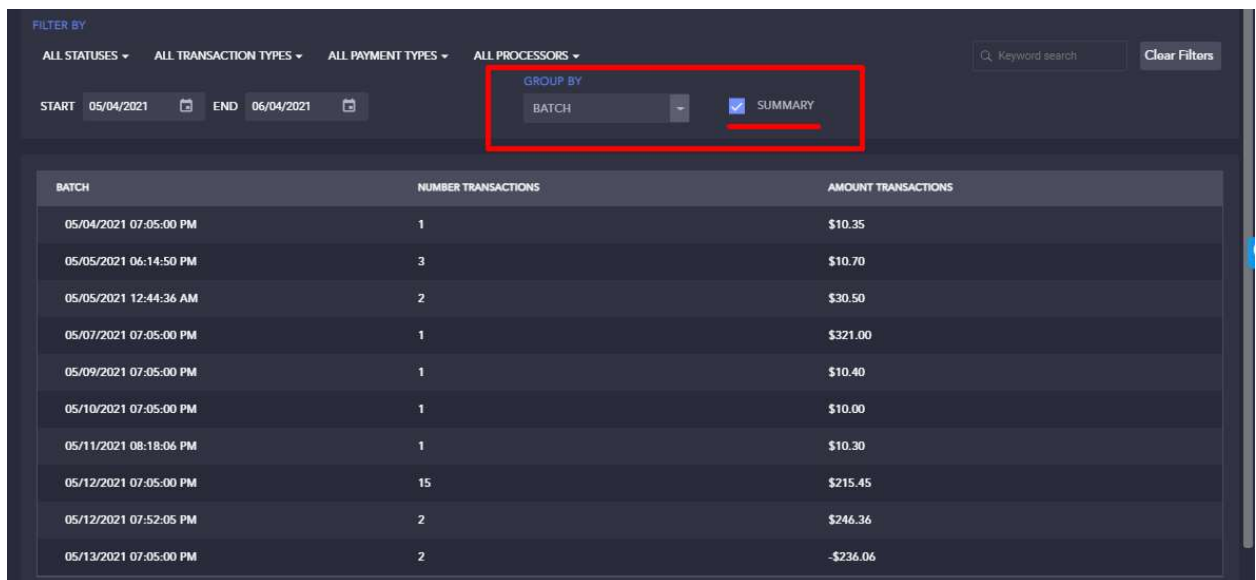 FILTER BY
ALL STATUSES ALL TRANSACTION TYPES ALL PAYMENT TYPES ALL PROCESSORS Keyword search Clear Filters
GROUP BY
START 05/04/2021 END 06/04/2021 BATCH SUMMARY
BATCH NUMBER TRANSACTIONS AMOUNT TRANSACTIONS
05/04/2021 07:05:00 PM 1 $10.35
05/05/2021 06:14:50 PM 3 $10.70
05/05/2021 12:44:36 AM 2 $30.50
05/07/2021 07:05:00 PM 1 $321.00
05/09/2021 07:05:00 PM 1 $10.40
05/10/2021 07:05:00 PM 1 $10.00
05/11/2021 08:18:06 PM 1 $10.30
05/12/2021 07:05:00 PM 15 $215.45
05/12/2021 07:52:05 PM 2 $246.36
05/13/2021 07:05:00 PM 2 -$236.06